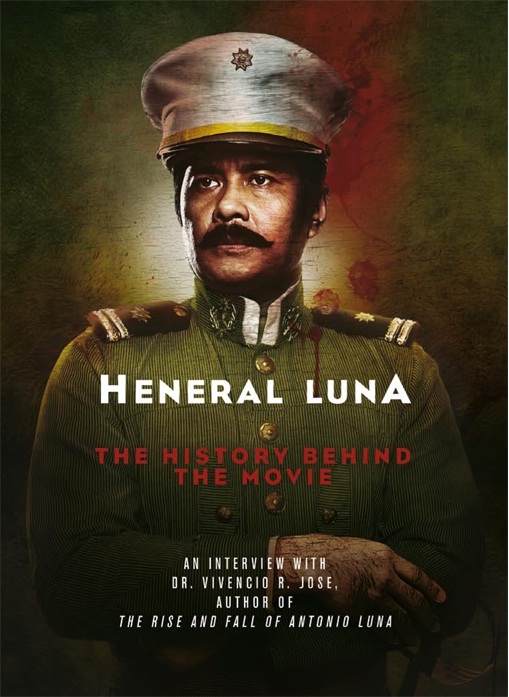 HENERAL LUNA
THE HISTORY BEHIND
THE MOVIE
AN INTERVIEW WITH
DR. VIVENCIO R. JOSE,
AUTHOR OF
THE RISE AND FALL OF ANTONIO LUNA